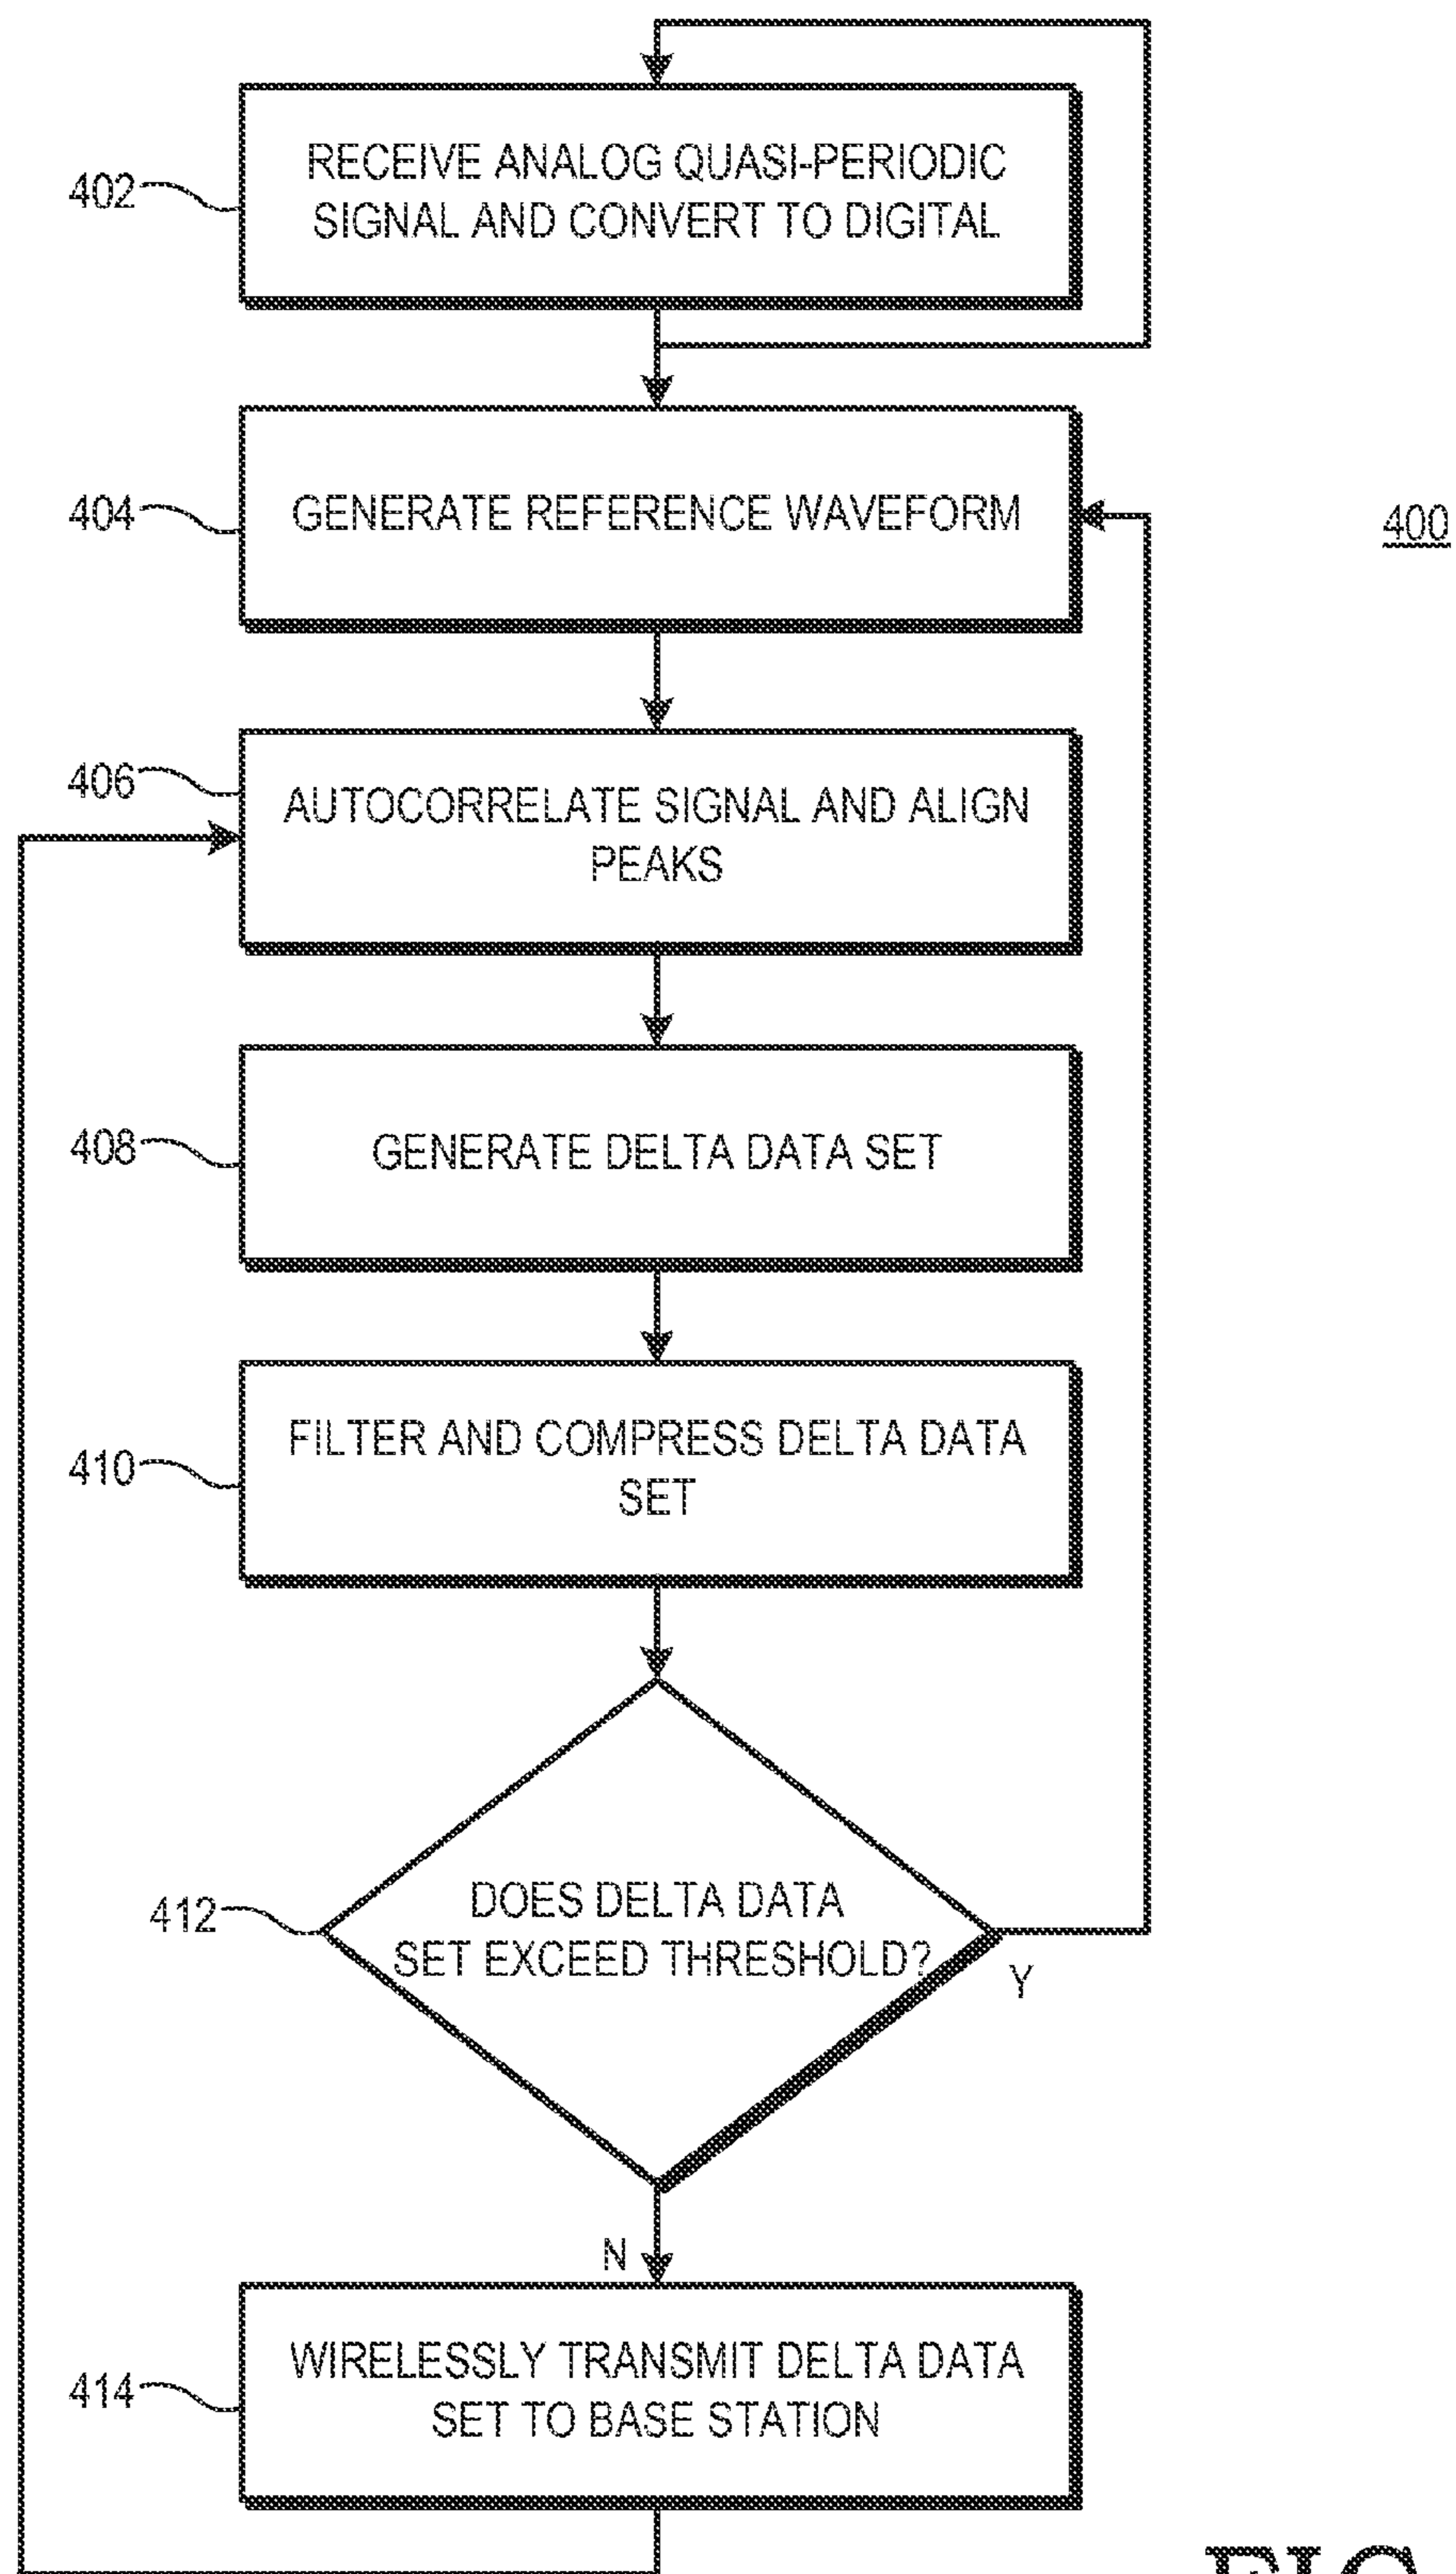 402
RECEIVE ANALOG QUASI-PERIODIC
SIGNAL AND CONVERT TO DIGITAL
404
GENERATE REFERENCE WAVEFORM
400
406
AUTOCORRELATE SIGNAL AND ALIGN
PEAKS
408
GENERATE DELTA DATA SET
410
FILTER AND COMPRESS DELTA DATA
SET
412
DOES DELTA DATA
SET EXCEED THRESHOLD?
Y
N
414
WIRELESSLY TRANSMIT DELTA DATA
SET TO BASE STATION